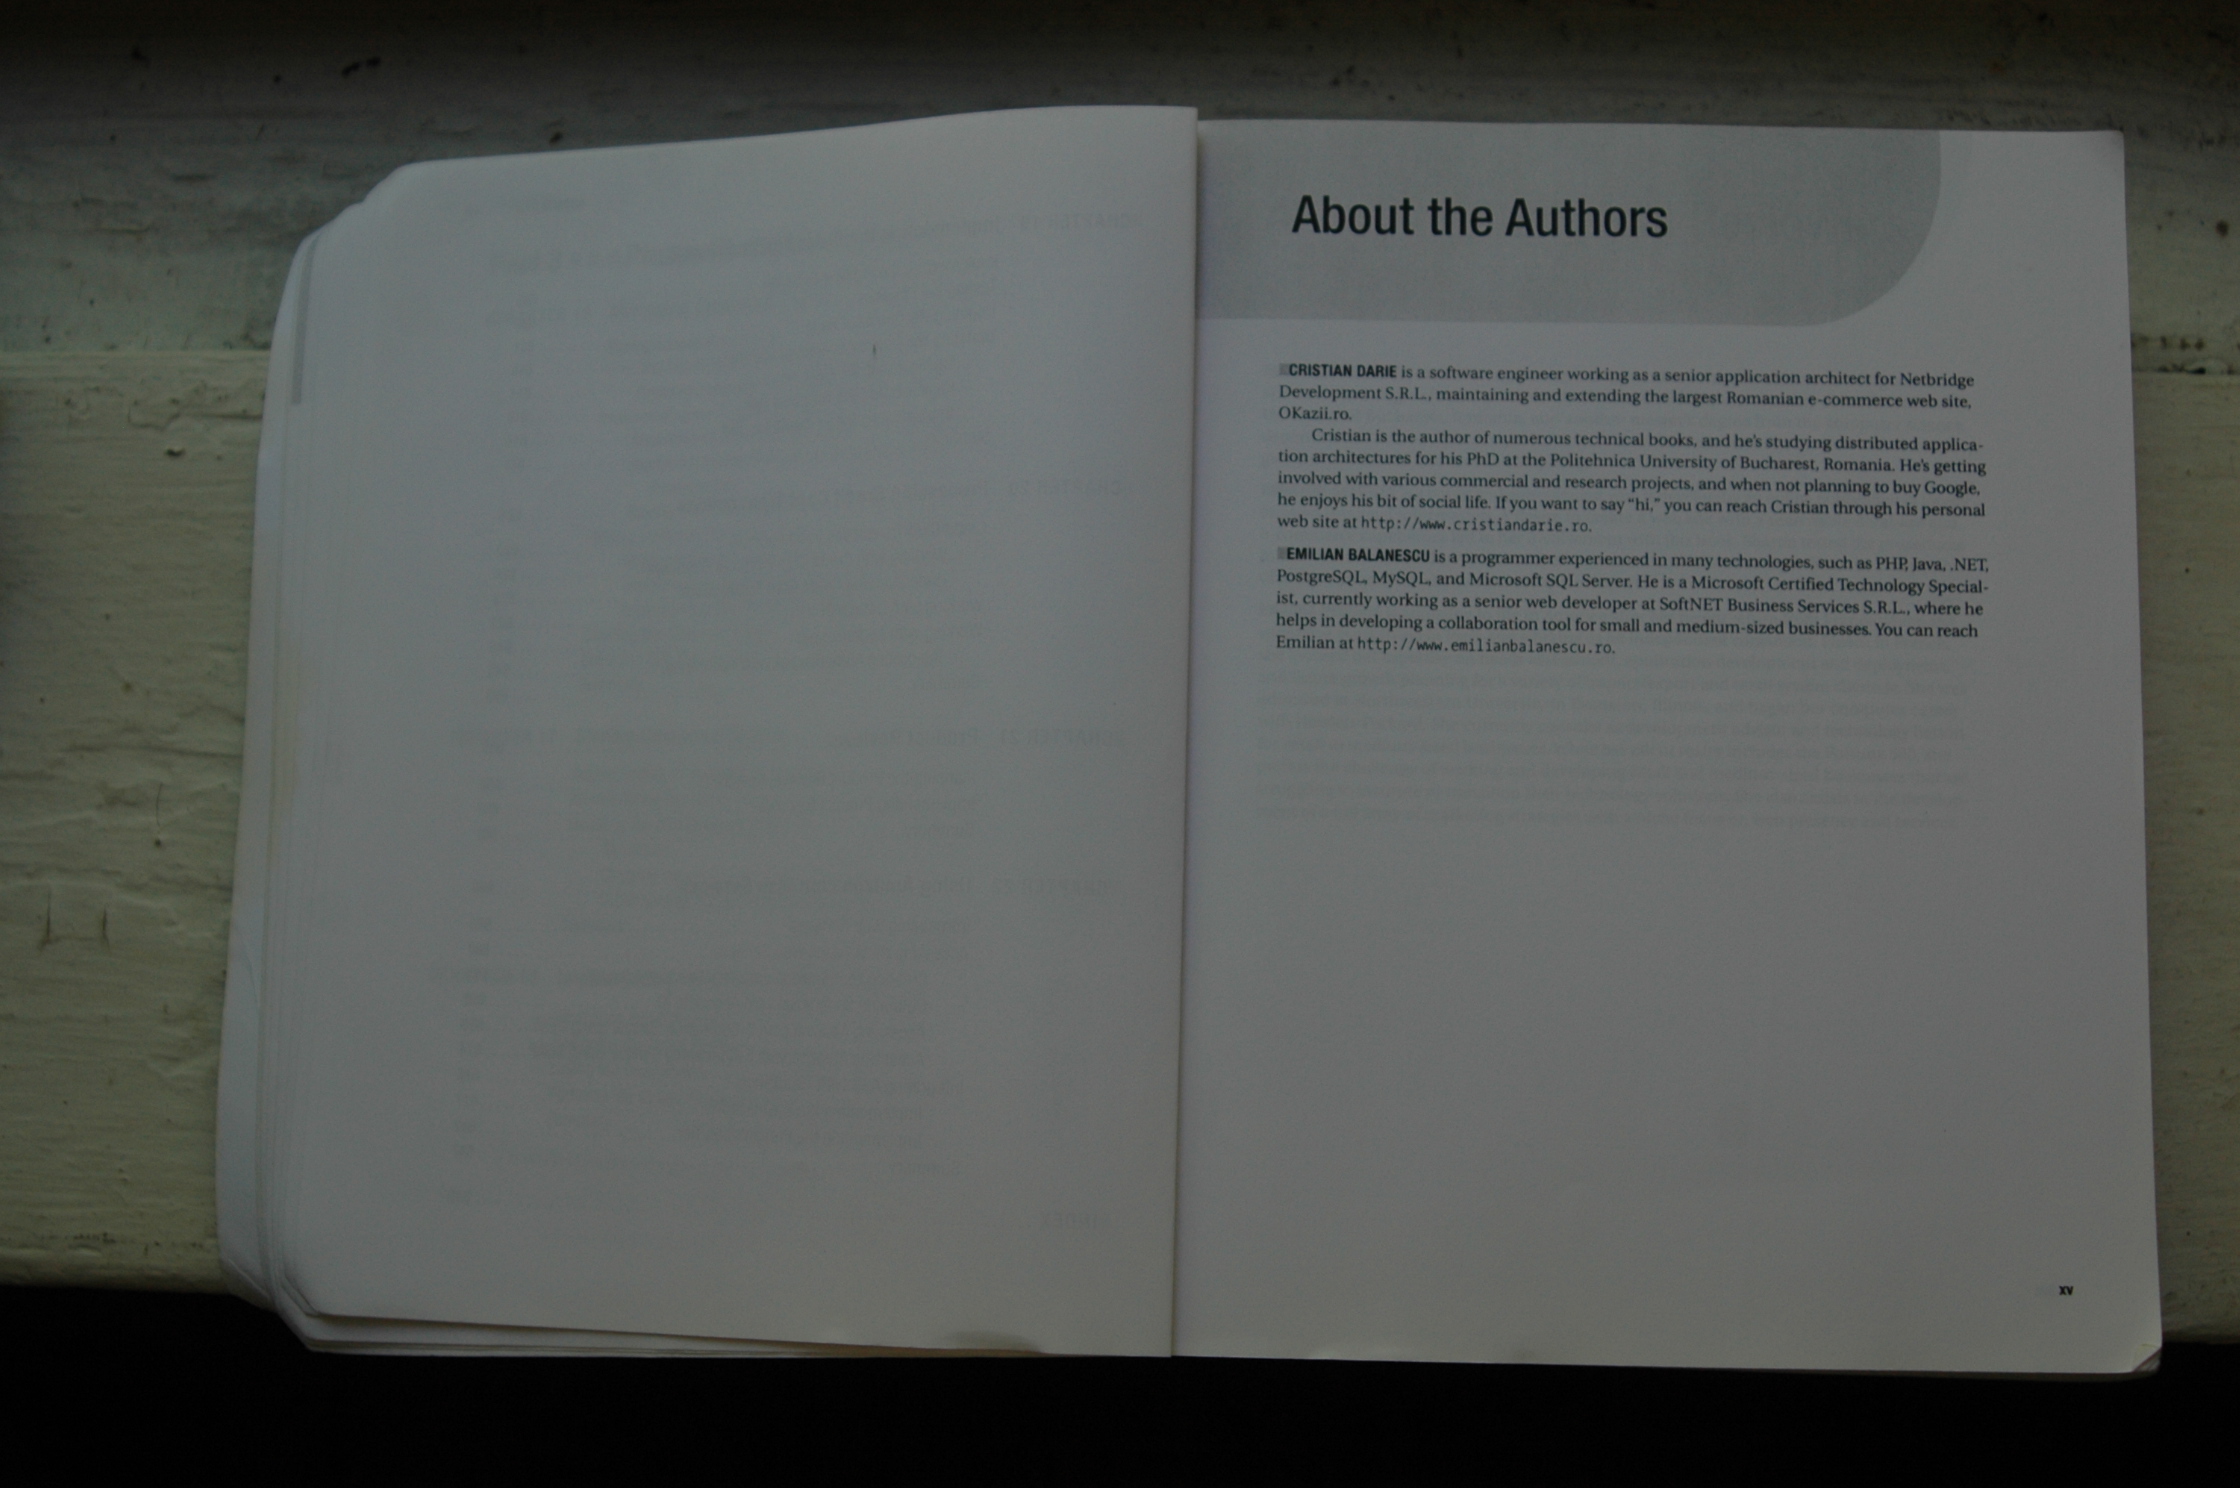 About the Authors
CRISTIAN DARIE is a software engineer working as a senior application architect for Netbridge
Development S.R.L., maintaining and extending the largest Romanian e-commerce web site,
OKazii.ro.
Cristian is the author of numerous technical books, and he's studying distributed applica-
tion architectures for his PhD at the Politehnica University of Bucharest, Romania. He's getting
involved with various commercial and research projects, and when not planning to buy Google,
he enjoys his bit of social life. If you want to say “hi,” you can reach Cristian through his personal
web site at http://www.cristiandarie.ro.
EMILIAN BALANESCU is a programmer experienced in many technologies, such as PHP, Java, .NET,
PostgreSQL, MySQL, and Microsoft SQL Server. He is a Microsoft Certified Technology Special-
ist, currently working as a senior web developer at SoftNET Business Services S.R.L., where he
helps in developing a collaboration tool for small and medium-sized businesses. You can reach
Emilian at http://www.emilianbalanescu.ro.
xv